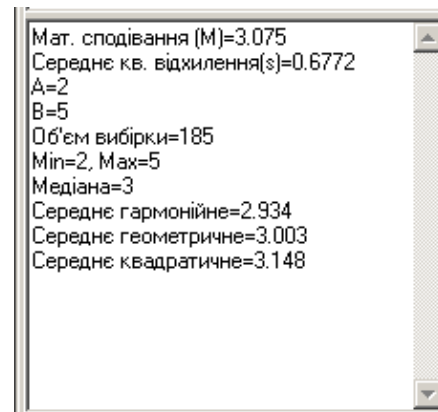 Мат. сподівання (M)=3.075
Середнє кв. відхилення(s)=0.6772
A=2
B=5
Об'єм вибірки=185
Min=2, Max=5
Медіана=3
Середнє гармонійне=2.934
Середнє геометричне=3.003
Середнє квадратичне=3.148